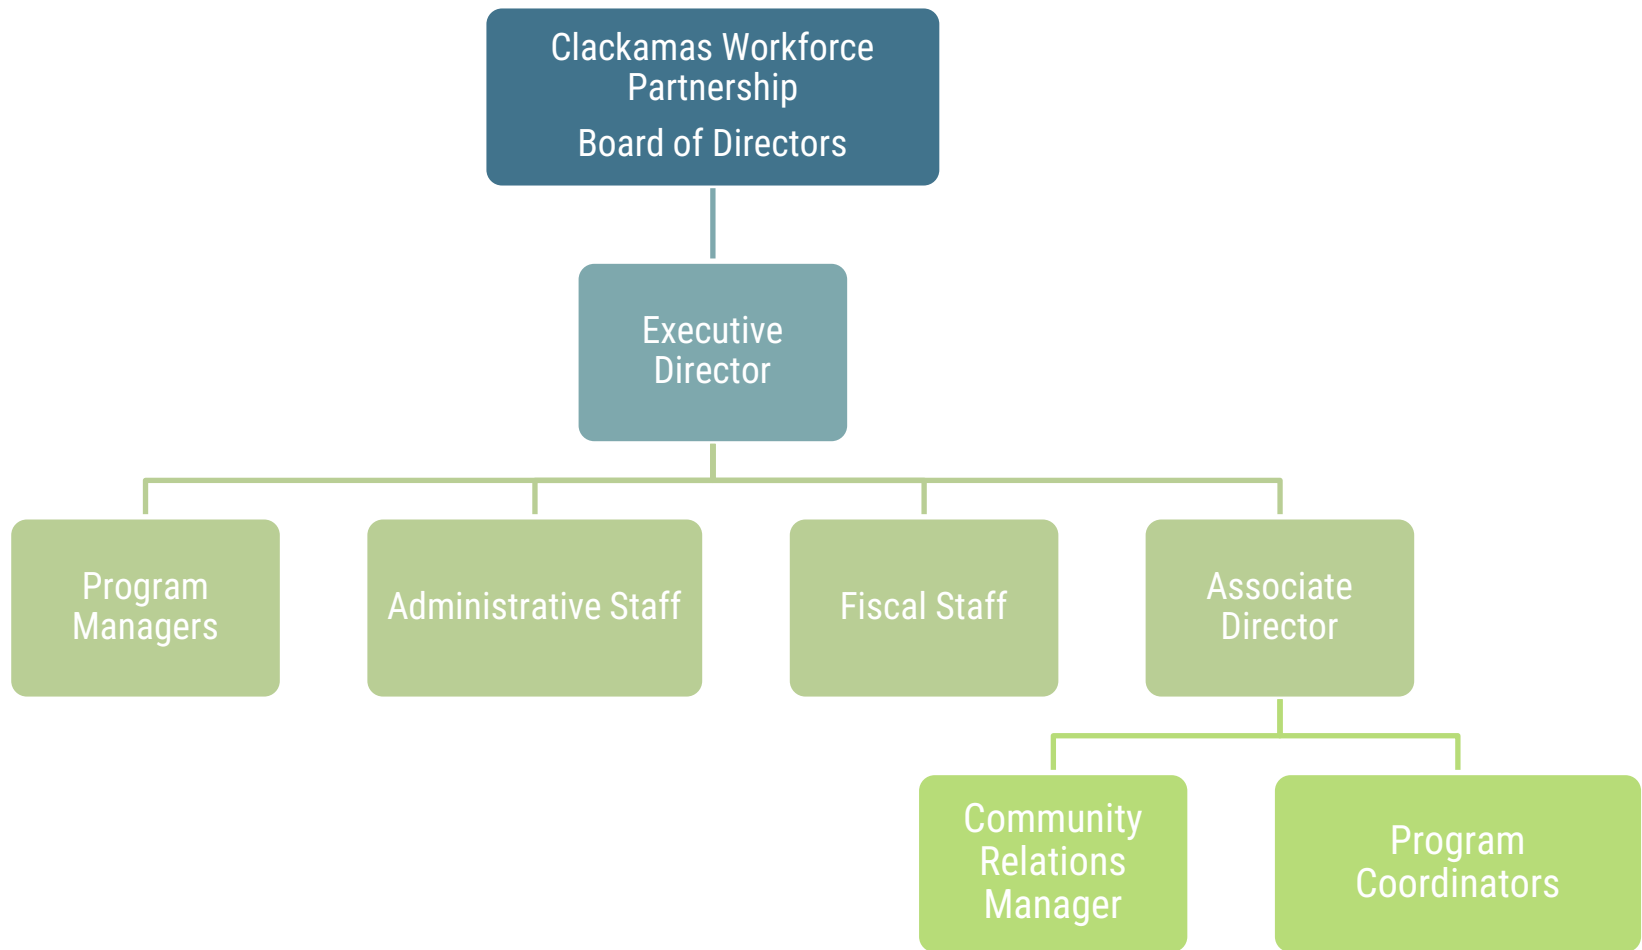 Clackamas Workforce
Partnership
Board of Directors
Executive
Director
Program
Managers
Administrative Staff
Fiscal Staff
Associate
Director
Community
Relations
Manager
Program
Coordinators